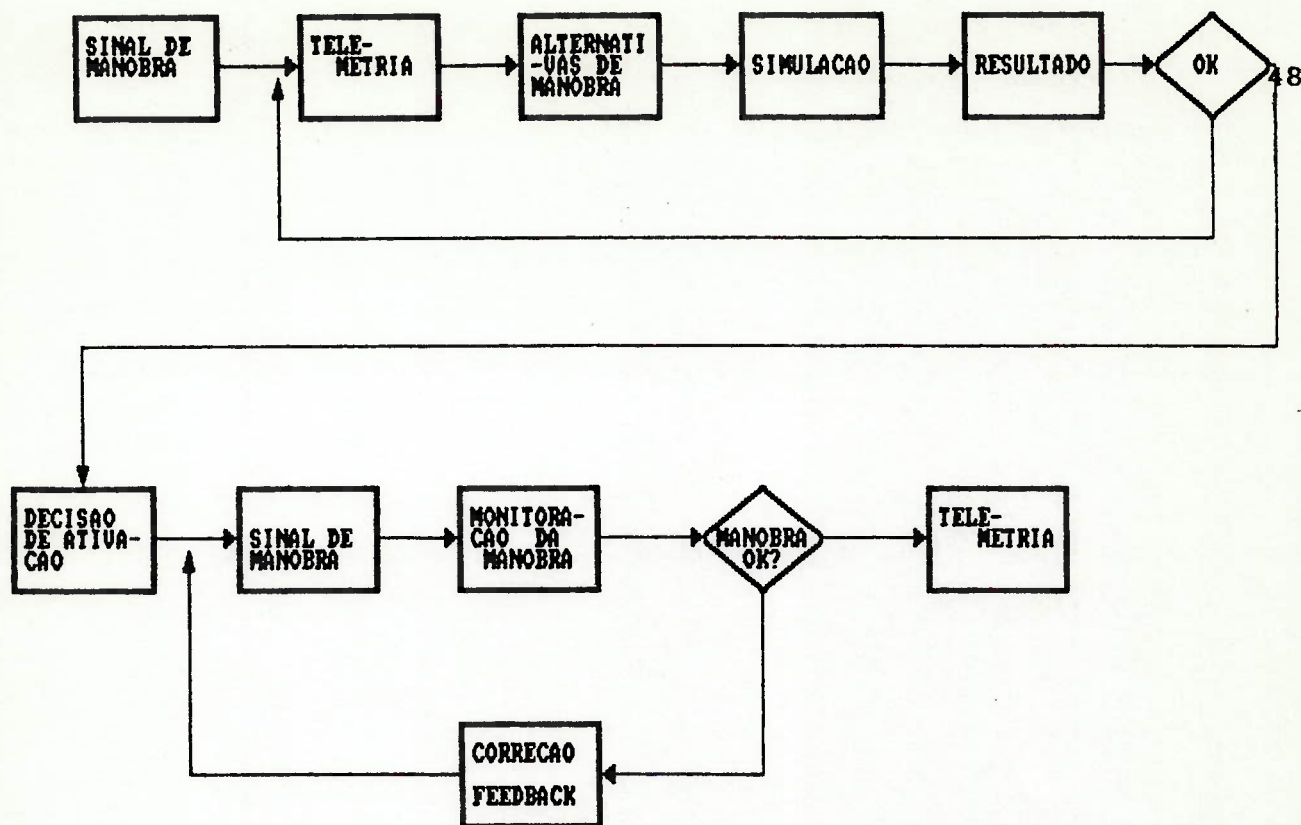 SINAL DE
MANOBRA
TELE-
METRIA
ALTERNATI
-VAS DE
MANOBRA
SIMULACAO
RESULTADO
OK
48
DECISAO
DE ATIVA-
CAO
SINAL DE
MANOBRA
MONITORA-
CAO DA
MANOBRA
MANOBRA
OK?
TELE-
METRIA
CORRECAO
FEEDBACK